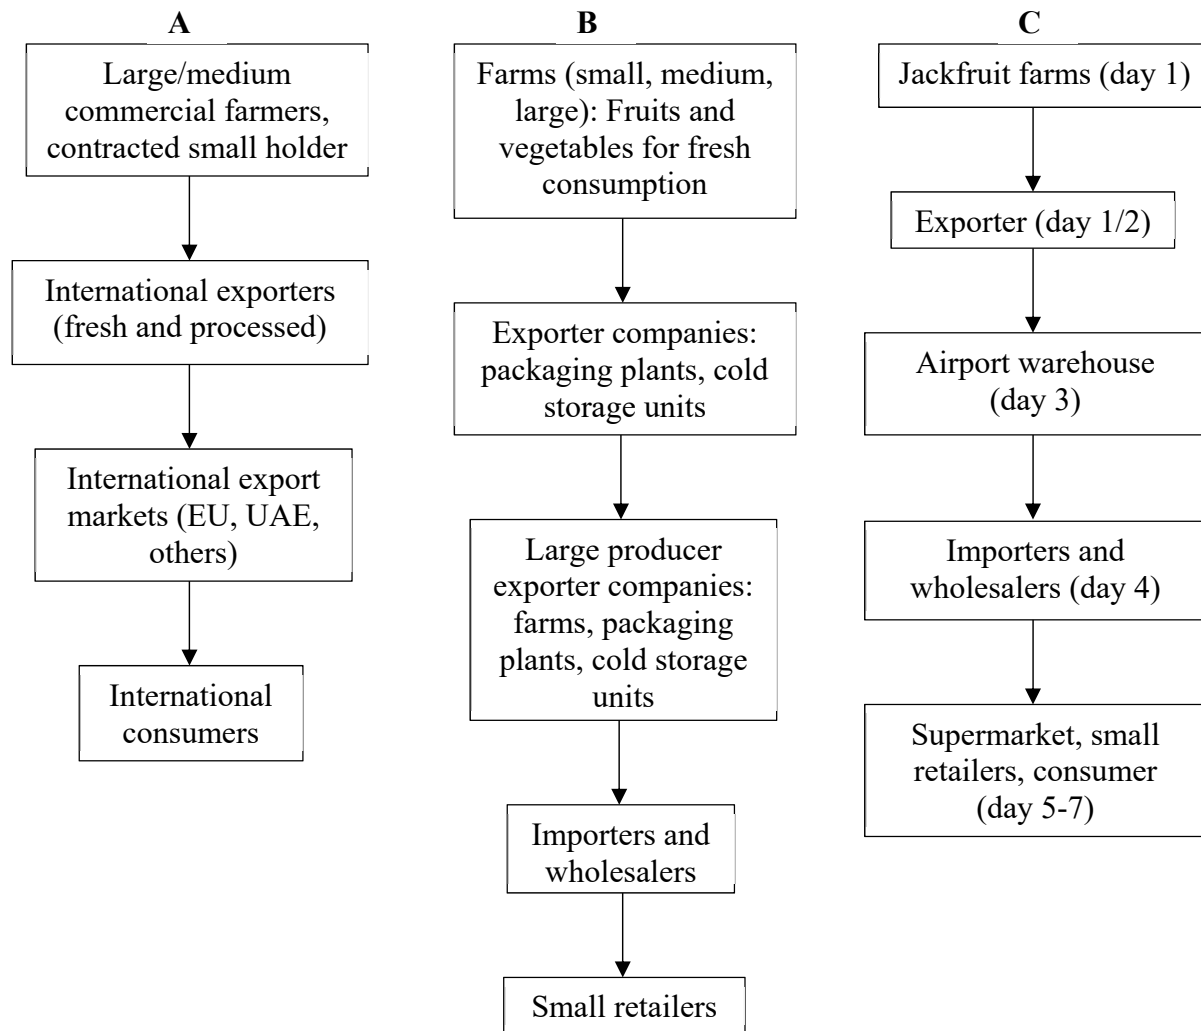 A
Large/medium
commercial farmers,
contracted small holder
International exporters
(fresh and processed)
International export
markets (EU, UAE,
others)
International
consumers
B
Farms (small, medium,
large): Fruits and
vegetables for fresh
consumption
Exporter companies:
packaging plants, cold
storage units
Large producer
exporter companies:
farms, packaging
plants, cold storage
units
Importers and
wholesalers
Small retailers
C
Jackfruit farms (day 1)
Exporter (day 1/2)
Airport warehouse
(day 3)
Importers and
wholesalers (day 4)
Supermarket, small
retailers, consumer
(day 5-7)